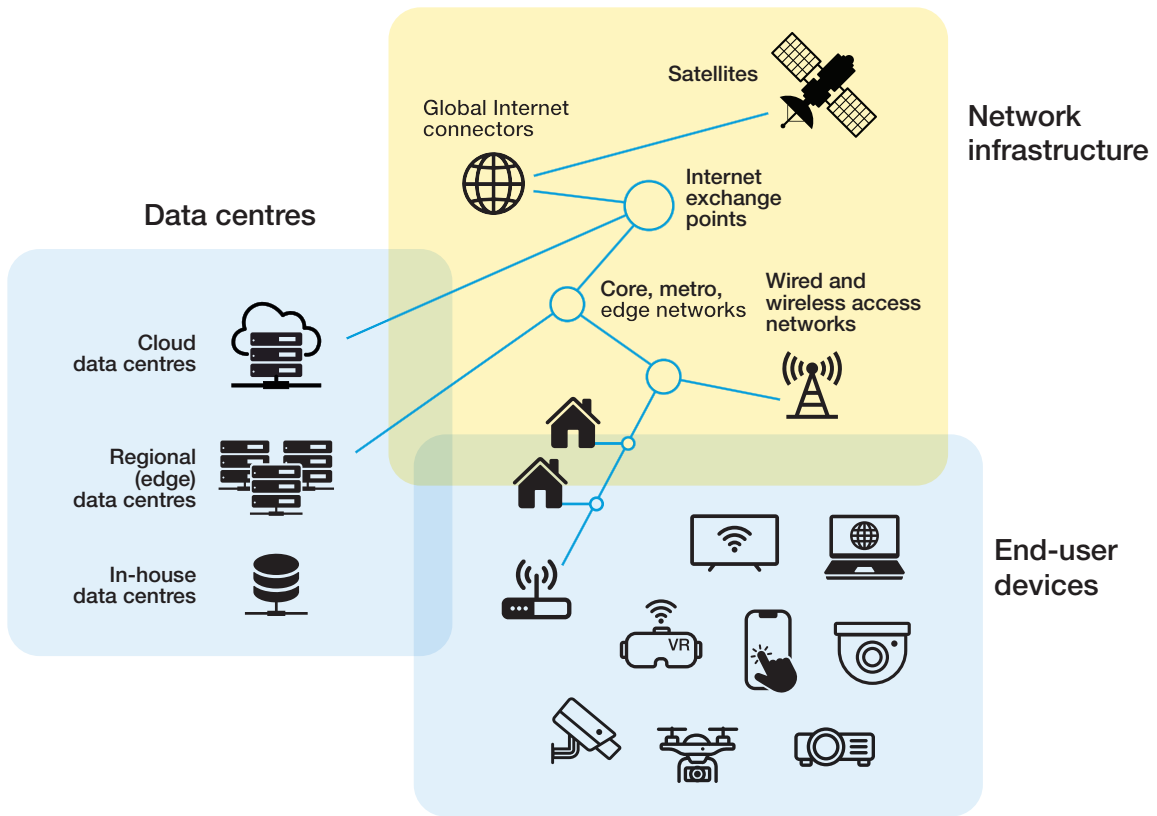 Satellites
Global Internet
connectors
Network
infrastructure
Internet
exchange
points
Data centres
Core, metro,
edge networks
Wired and
wireless access
networks
Cloud
data centres
Regional
(edge)
data centres
End-user
devices
In-house
data centres
VR